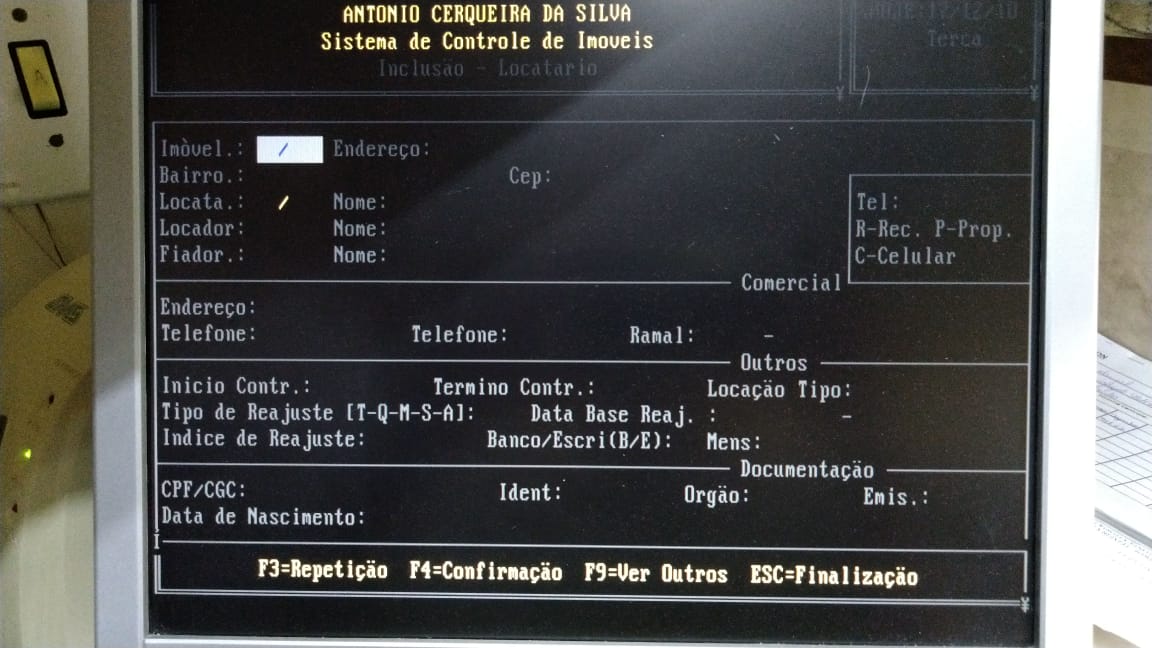 ANTONIO CERQUEIRA DA SILVA
Sistema de Controle de Imoveis
Inclusão - Locatario
Terca
Imòvel.: / Endereço:
Bairro.: Cep:
Locata.: / Nome:
Locador: Nome:
Fiador.: Nome:
Tel:
R-Rec. P-Prop.
C-Celular
Comercial
Endereço:
Telefone: Telefone: Ramal: -
Outros
Inicio Contr.: Termino Contr.: Locação Tipo:
Tipo de Reajuste [T-Q-M-S-A]: Data Base Reaj. : -
Indice de Reajuste: Banco/Escri(B/E): Mens:
Documentação
CPF/CGC: Ident: Orgão: Emis.:
Data de Nascimento:
F3=Repetição F4=Confirmação F9=Ver Outros ESC=Finalização